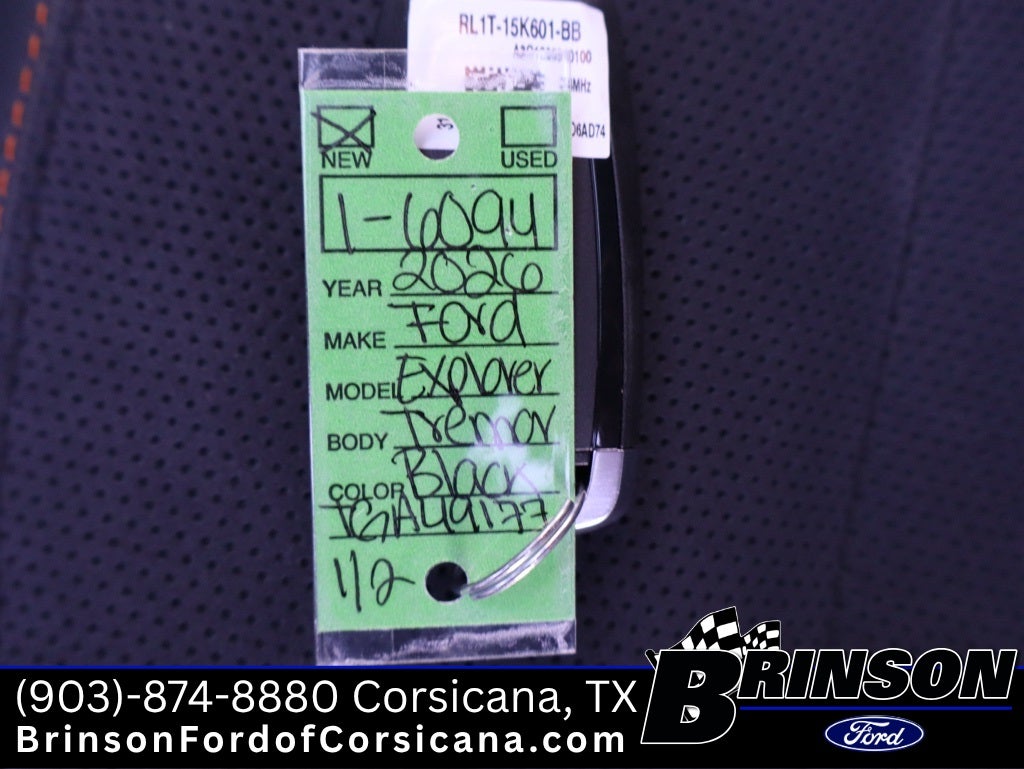 RL1T-15K601-BB
NEW
USED
1-6094
YEAR 2026
MAKE Ford
MODEL Explorer
BODY Tremor
COLOR Black
TGA49177
1/2
(903)-874-8880 Corsicana, TX
BrinsonFordofCorsicana.com
BRINSON
Ford